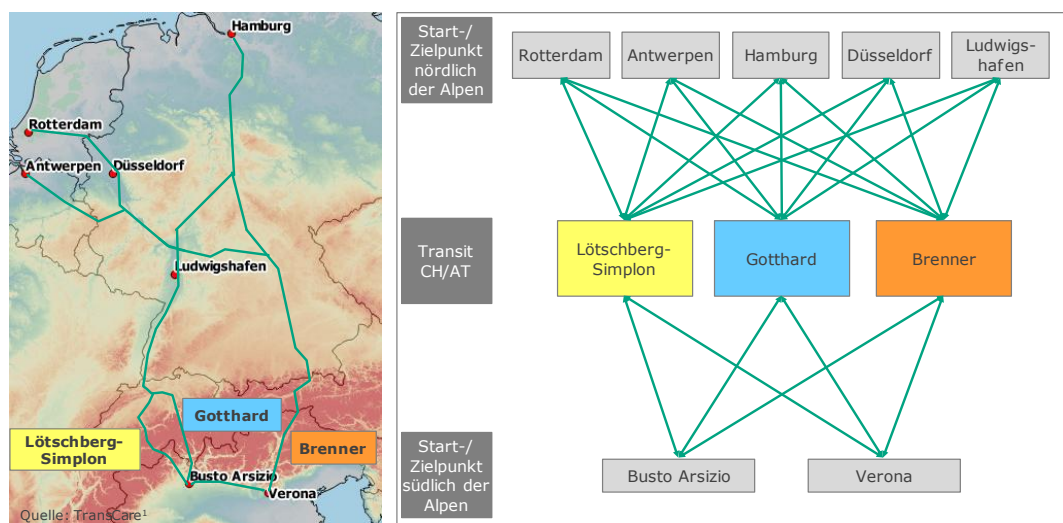 Hamburg
Rotterdam
Antwerpen
Düsseldorf
Ludwigshafen
Gotthard
Lötschberg-
Simplon
Brenner
Busto Arsizio
Verona
Quelle: TransCare¹
Start-/
Zielpunkt
nördlich
der Alpen
Rotterdam
Antwerpen
Hamburg
Düsseldorf
Ludwigs-
hafen
Transit
CH/AT
Lötschberg-
Simplon
Gotthard
Brenner
Start-/
Zielpunkt
südlich der
Alpen
Busto Arsizio
Verona